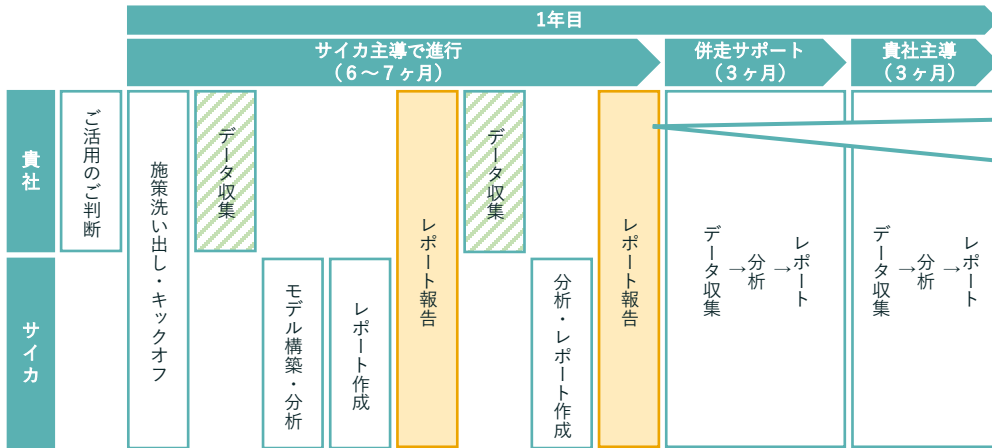 1年目
サイカ主導で進行
（６～７ヶ月）
併走サポート
（３ヶ月）
貴社主導
（３ヶ月）
貴社
サイカ
ご活用のご判断
施策洗い出し・キックオフ
データ収集
モデル構築・分析
レポート作成
レポート報告
データ収集
分析・レポート作成
レポート報告
データ収集
→分析
→レポート
データ収集
→分析
→レポート